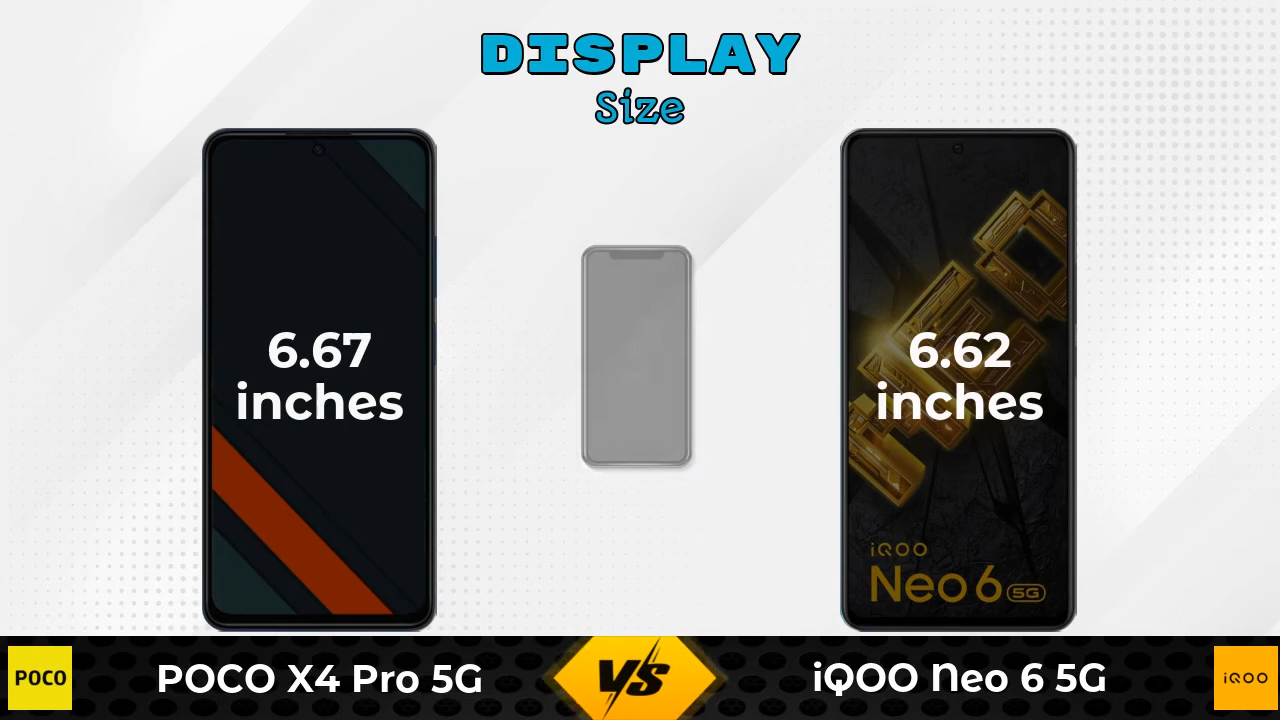 DISPLAY
Size
6.67
inches
6.62
inches
iQOO
Neo 6 5G
POCO
POCO X4 Pro 5G
VS
iQOO Neo 6 5G
iQOO